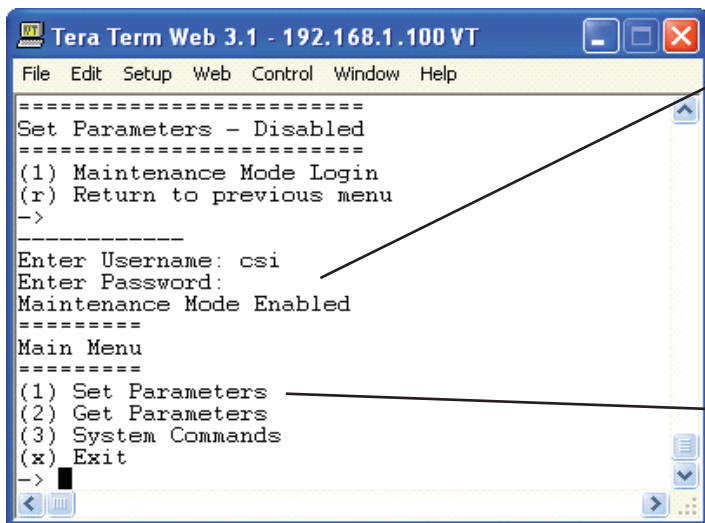 Tera Term Web 3.1 - 192.168.1.100 VT
File Edit Setup Web Control Window Help
==========================
Set Parameters - Disabled
==========================
(1) Maintenance Mode Login
(r) Return to previous menu
->
-------------
Enter Username: csi
Enter Password:
Maintenance Mode Enabled
=========
Main Menu
=========
(1) Set Parameters
(2) Get Parameters
(3) System Commands
(x) Exit
->